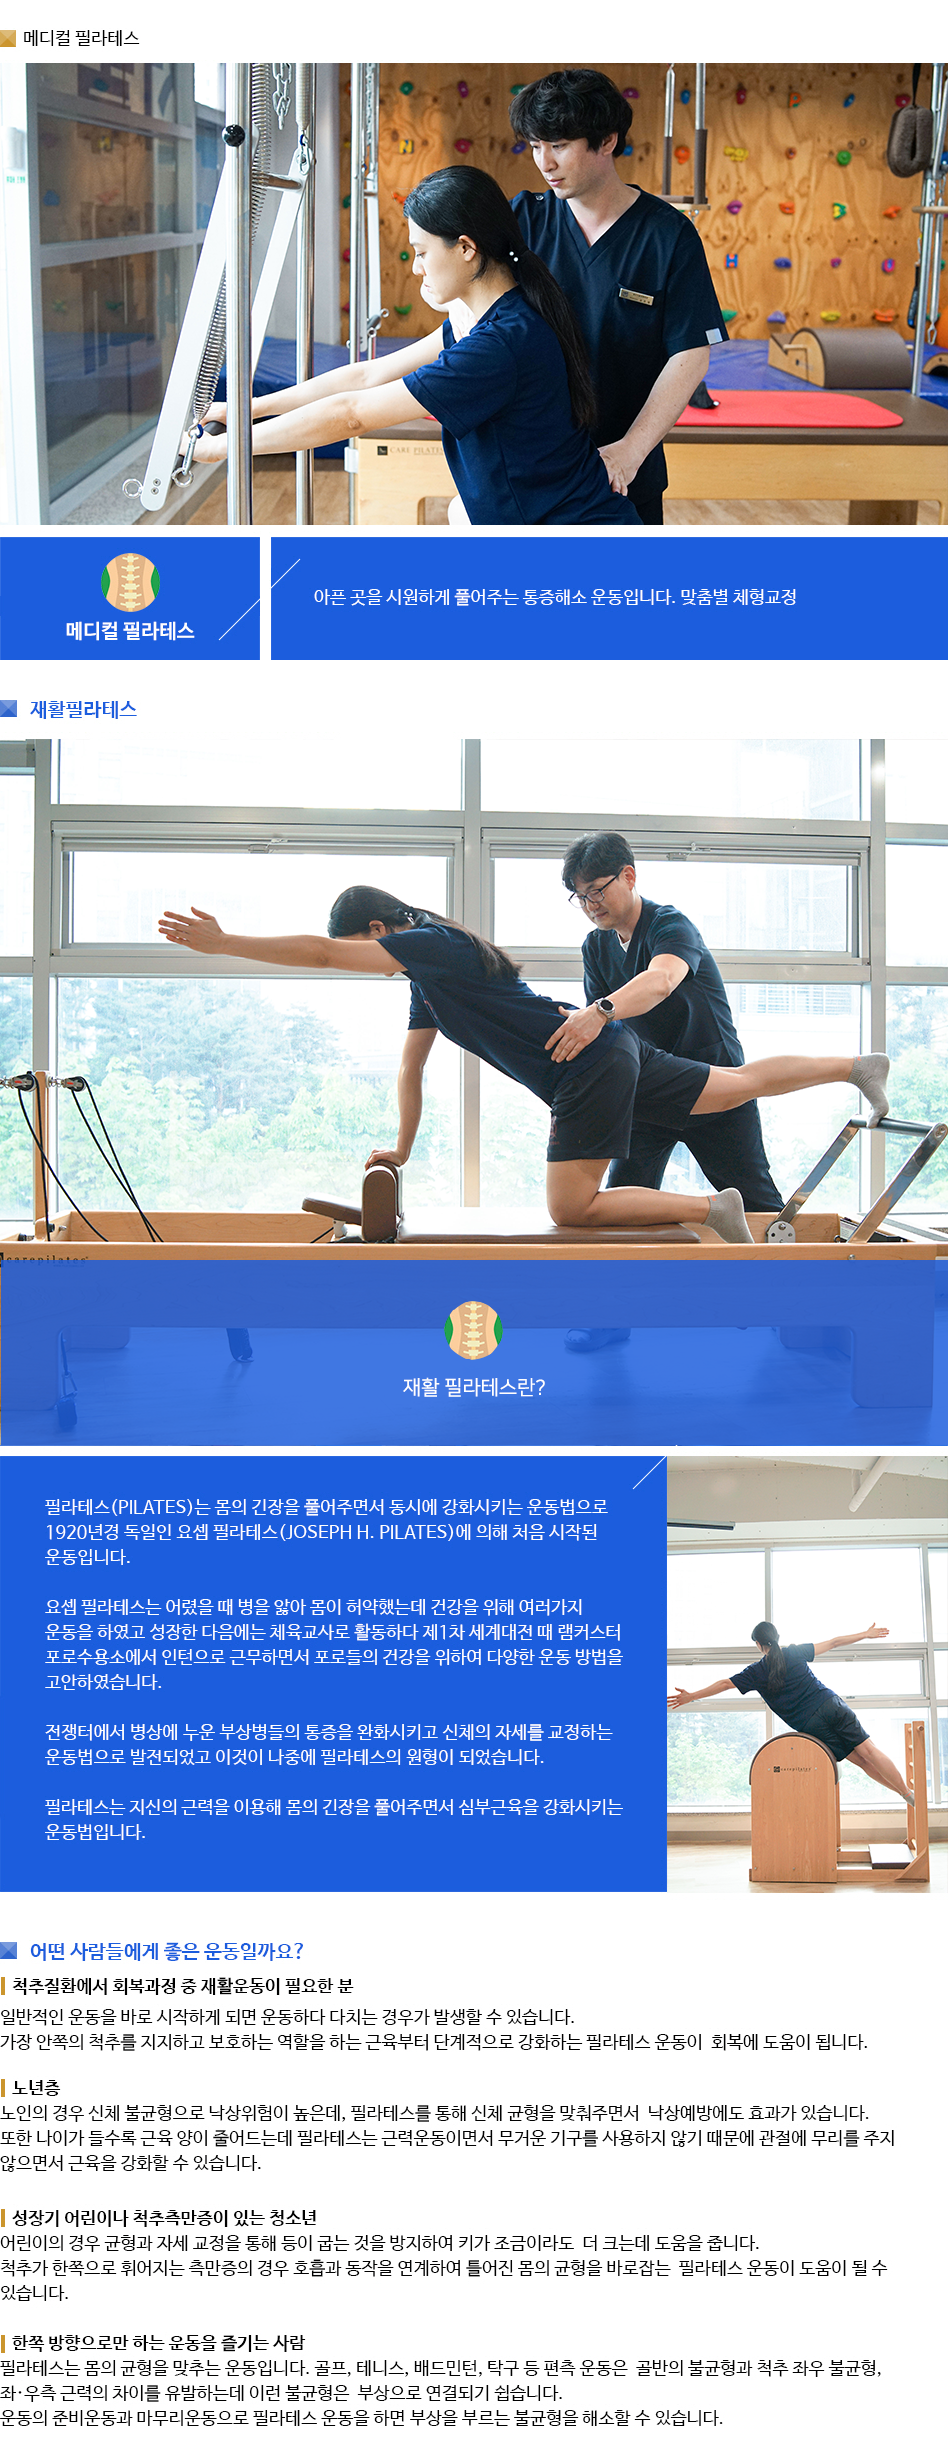 메디컬 필라테스
N
P
H
CARE PILATES
메디컬 필라테스
아픈 곳을 시원하게 풀어주는 통증해소 운동입니다. 맞춤별 체형교정
재활필라테스
carepilates
재활 필라테스란?
필라테스(PILATES)는 몸의 긴장을 풀어주면서 동시에 강화시키는 운동법으로
1920년경 독일인 요셉 필라테스(JOSEPH H. PILATES)에 의해 처음 시작된
운동입니다.
요셉 필라테스는 어렸을 때 병을 앓아 몸이 허약했는데 건강을 위해 여러가지
운동을 하였고 성장한 다음에는 체육교사로 활동하다 제1차 세계대전 때 랭커스터
포로수용소에서 인턴으로 근무하면서 포로들의 건강을 위하여 다양한 운동 방법을
고안하였습니다.
전쟁터에서 병상에 누운 부상병들의 통증을 완화시키고 신체의 자세를 교정하는
운동법으로 발전되었고 이것이 나중에 필라테스의 원형이 되었습니다.
필라테스는 자신의 근력을 이용해 몸의 긴장을 풀어주면서 심부근육을 강화시키는
운동법입니다.
carepilates
어떤 사람들에게 좋은 운동일까요?
척추질환에서 회복과정 중 재활운동이 필요한 분
일반적인 운동을 바로 시작하게 되면 운동하다 다치는 경우가 발생할 수 있습니다.
가장 안쪽의 척추를 지지하고 보호하는 역할을 하는 근육부터 단계적으로 강화하는 필라테스 운동이 회복에 도움이 됩니다.
노년층
노인의 경우 신체 불균형으로 낙상위험이 높은데, 필라테스를 통해 신체 균형을 맞춰주면서 낙상예방에도 효과가 있습니다.
또한 나이가 들수록 근육 양이 줄어드는데 필라테스는 근력운동이면서 무거운 기구를 사용하지 않기 때문에 관절에 무리를 주지
않으면서 근육을 강화할 수 있습니다.
성장기 어린이나 척추측만증이 있는 청소년
어린이의 경우 균형과 자세 교정을 통해 등이 굽는 것을 방지하여 키가 조금이라도 더 크는데 도움을 줍니다.
척추가 한쪽으로 휘어지는 측만증의 경우 호흡과 동작을 연계하여 틀어진 몸의 균형을 바로잡는 필라테스 운동이 도움이 될 수
있습니다.
한쪽 방향으로만 하는 운동을 즐기는 사람
필라테스는 몸의 균형을 맞추는 운동입니다. 골프, 테니스, 배드민턴, 탁구 등 편측 운동은 골반의 불균형과 척추 좌우 불균형,
좌·우측 근력의 차이를 유발하는데 이런 불균형은 부상으로 연결되기 쉽습니다.
운동의 준비운동과 마무리운동으로 필라테스 운동을 하면 부상을 부르는 불균형을 해소할 수 있습니다.